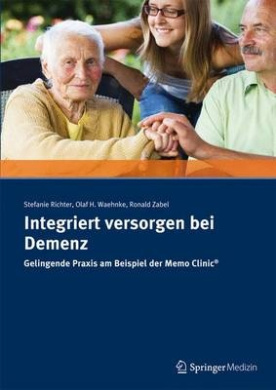 Stefanie Richter, Olaf H. Waehnke, Ronald Zabel
Integriert versorgen bei
Demenz
Gelingende Praxis am Beispiel der Memo Clinic®
Springer Medizin